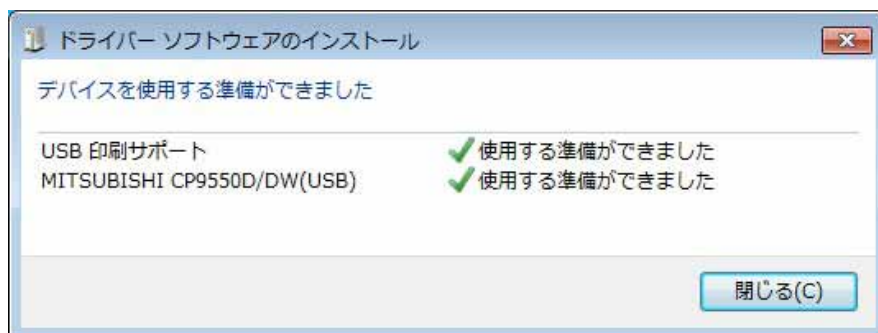 ドライバー ソフトウェアのインストール
デバイスを使用する準備ができました
USB 印刷サポート 使用する準備ができました
MITSUBISHI CP9550D/DW(USB) 使用する準備ができました
閉じる(C)